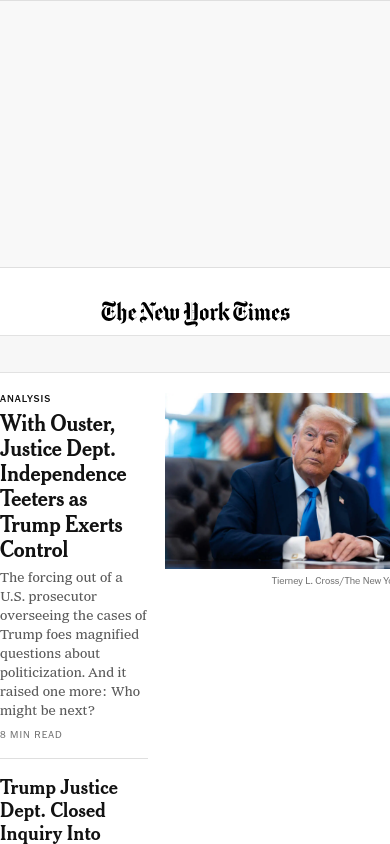 The New York Times
ANALYSIS
With Ouster,
Justice Dept.
Independence
Teeters as
Trump Exerts
Control
The forcing out of a
U.S. prosecutor
overseeing the cases of
Trump foes magnified
questions about
politicization. And it
raised one more: Who
might be next?
8 MIN READ
Tierney L. Cross/The New Yo
Trump Justice
Dept. Closed
Inquiry Into